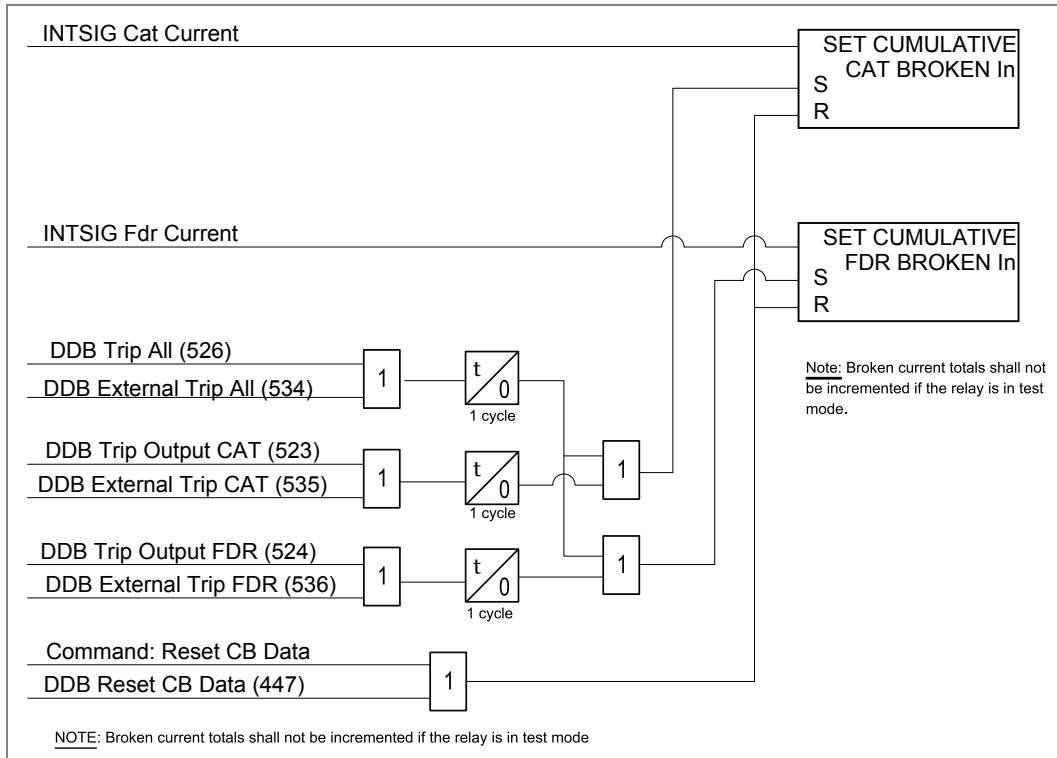 INTSIG Cat Current
SET CUMULATIVE
CAT BROKEN In
S
R
INTSIG Fdr Current
SET CUMULATIVE
FDR BROKEN In
S
R
DDB Trip All (526)
DDB External Trip All (534)
1
t
0
1 cycle
Note: Broken current totals shall not
be incremented if the relay is in test
mode.
DDB Trip Output CAT (523)
DDB External Trip CAT (535)
1
t
0
1 cycle
1
DDB Trip Output FDR (524)
DDB External Trip FDR (536)
1
t
0
1 cycle
1
Command: Reset CB Data
DDB Reset CB Data (447)
1
NOTE: Broken current totals shall not be incremented if the relay is in test mode